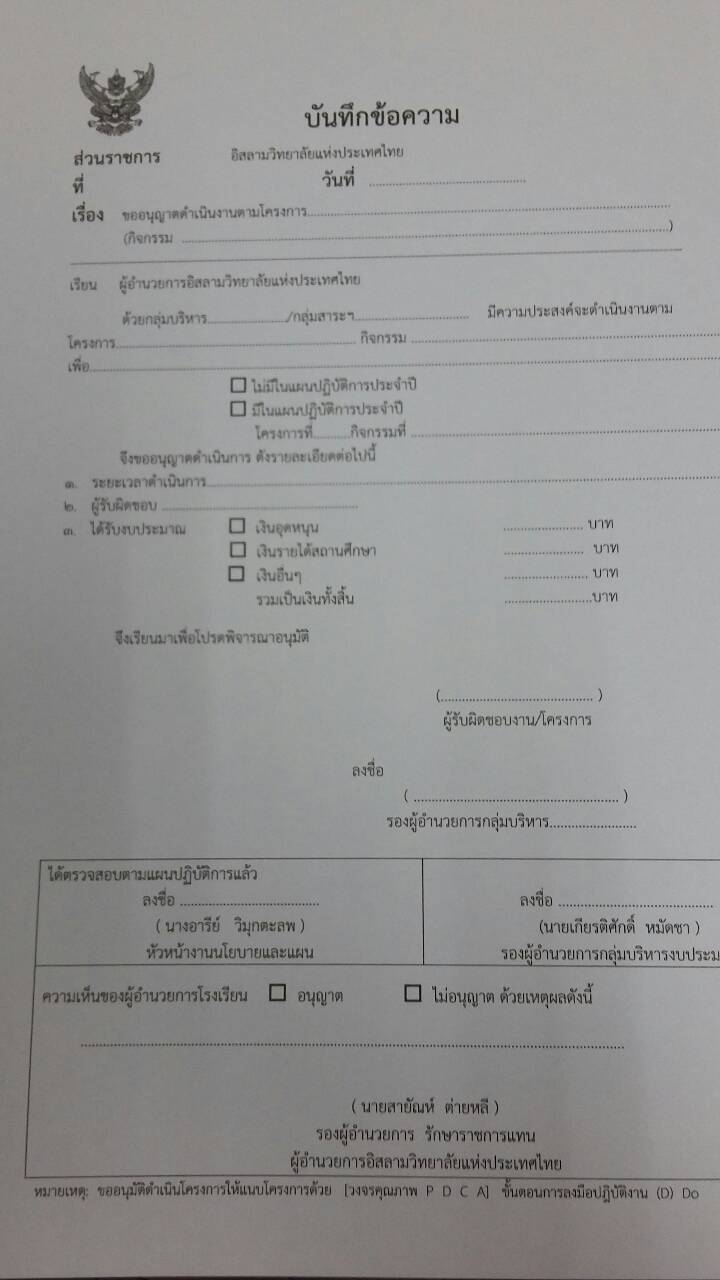 บันทึกข้อความ
ส่วนราชการ อิสลามวิทยาลัยแห่งประเทศไทย
ที่ วันที่ ........................................
เรื่อง ขออนุญาตดำเนินงานตามโครงการ........................................
(กิจกรรม ........................................)
เรียน ผู้อำนวยการอิสลามวิทยาลัยแห่งประเทศไทย
ด้วยกลุ่มบริหาร....................../กลุ่มสาระฯ.............................. มีความประสงค์จะดำเนินงานตาม
โครงการ........................................ กิจกรรม ........................................
เพื่อ........................................
☐ ไม่มีในแผนปฏิบัติการประจำปี
☐ มีในแผนปฏิบัติการประจำปี
โครงการที่..........กิจกรรมที่ ........................................
จึงขออนุญาตดำเนินการ ดังรายละเอียดต่อไปนี้
๑. ระยะเวลาดำเนินการ........................................
๒. ผู้รับผิดชอบ ........................................
๓. ได้รับงบประมาณ ☐ เงินอุดหนุน ...................... บาท
☐ เงินรายได้สถานศึกษา ...................... บาท
☐ เงินอื่นๆ ....................... บาท
รวมเป็นเงินทั้งสิ้น ........................บาท
จึงเรียนมาเพื่อโปรดพิจารณาอนุมัติ
(.......................................... )
ผู้รับผิดชอบงาน/โครงการ
ลงชื่อ
( ......................................................... )
รองผู้อำนวยการกลุ่มบริหาร........................
ได้ตรวจสอบตามแผนปฏิบัติการแล้ว
ลงชื่อ ....................................... ลงชื่อ ...........................................
( นางอารีย์ วิมุกตะลพ ) (นายเกียรติศักดิ์ หมัดชา )
หัวหน้างานนโยบายและแผน รองผู้อำนวยการกลุ่มบริหารงบประม
ความเห็นของผู้อำนวยการโรงเรียน ☐ อนุญาต ☐ ไม่อนุญาต ด้วยเหตุผลดังนี้
........................................................................................
( นายสายัณห์ ต่ายหลี )
รองผู้อำนวยการ รักษาราชการแทน
ผู้อำนวยการอิสลามวิทยาลัยแห่งประเทศไทย
หมายเหตุ: ขออนุมัติดำเนินโครงการให้แนบโครงการด้วย [วงจรคุณภาพ P D C A] ขั้นตอนการลงมือปฏิบัติงาน (D) Do